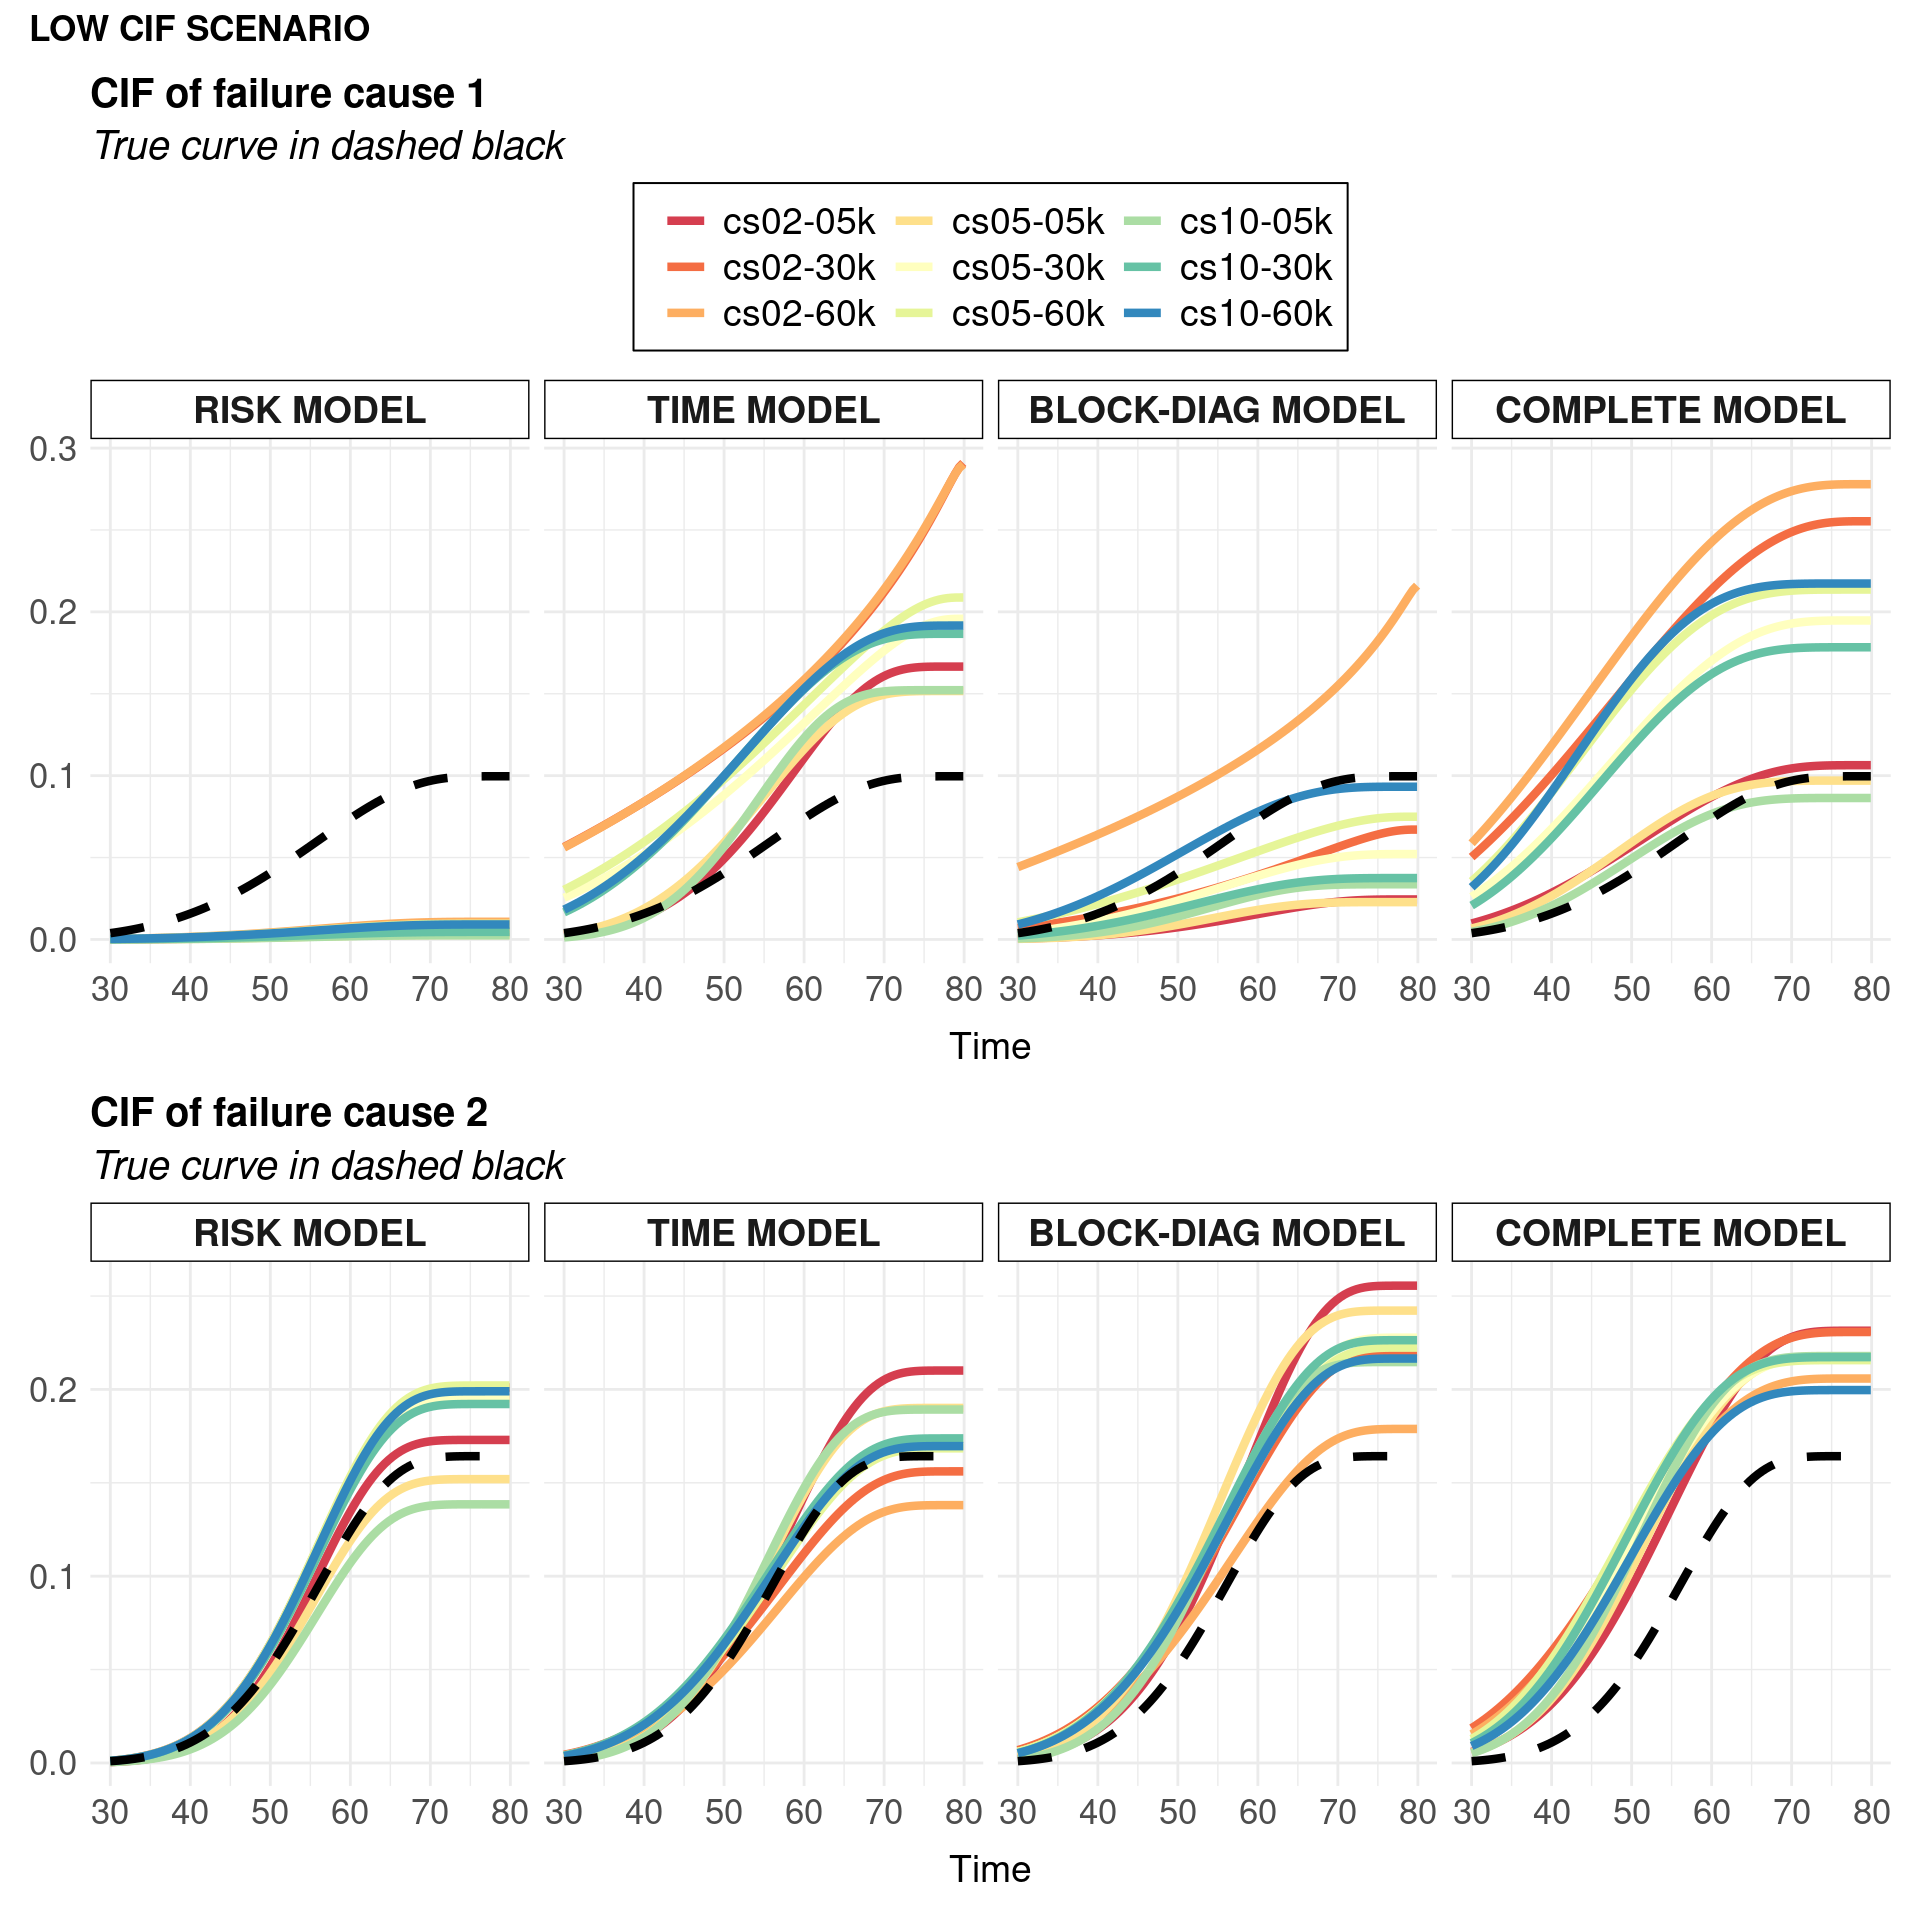 LOW CIF SCENARIO
CIF of failure cause 1
True curve in dashed black
cs02-05k cs05-05k cs10-05k
cs02-30k cs05-30k cs10-30k
cs02-60k cs05-60k cs10-60k
RISK MODEL TIME MODEL BLOCK-DIAG MODEL COMPLETE MODEL
0.3
0.2
0.1
0.0
30 40 50 60 70 80 30 40 50 60 70 80 30 40 50 60 70 80 30 40 50 60 70 80
Time
CIF of failure cause 2
True curve in dashed black
RISK MODEL TIME MODEL BLOCK-DIAG MODEL COMPLETE MODEL
0.2
0.1
0.0
30 40 50 60 70 80 30 40 50 60 70 80 30 40 50 60 70 80 30 40 50 60 70 80
Time